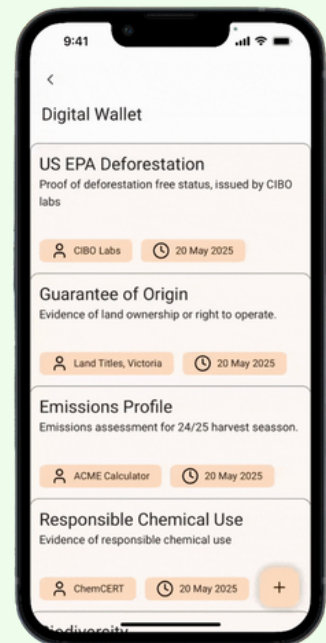 9:41
Digital Wallet
US EPA Deforestation
Proof of deforestation free status, issued by CIBO
labs
CIBO Labs 20 May 2025
Guarantee of Origin
Evidence of land ownership or right to operate.
Land Titles, Victoria 20 May 2025
Emissions Profile
Emissions assessment for 24/25 harvest seasson.
ACME Calculator 20 May 2025
Responsible Chemical Use
Evidence of responsible chemical use
ChemCERT 20 May 2025
+
Biodiversity